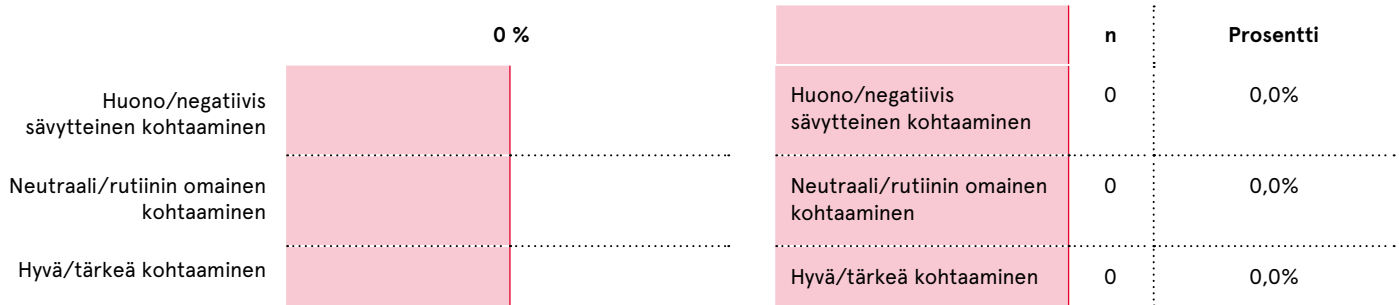 0 %
Huono/negatiivis
sävytteinen kohtaaminen
Neutraali/rutiinin omainen
kohtaaminen
Hyvä/tärkeä kohtaaminen
n Prosentti
Huono/negatiivis
sävytteinen kohtaaminen
0 0,0%
Neutraali/rutiinin omainen
kohtaaminen
0 0,0%
Hyvä/tärkeä kohtaaminen 0 0,0%